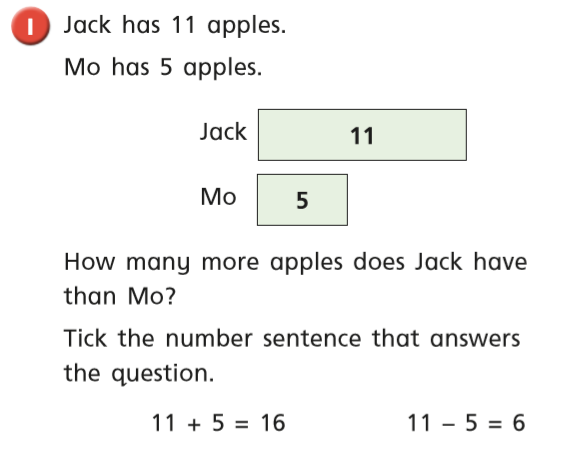 1 Jack has 11 apples.
Mo has 5 apples.
Jack 11
Mo 5
How many more apples does Jack have
than Mo?
Tick the number sentence that answers
the question.
11 + 5 = 16 11 – 5 = 6